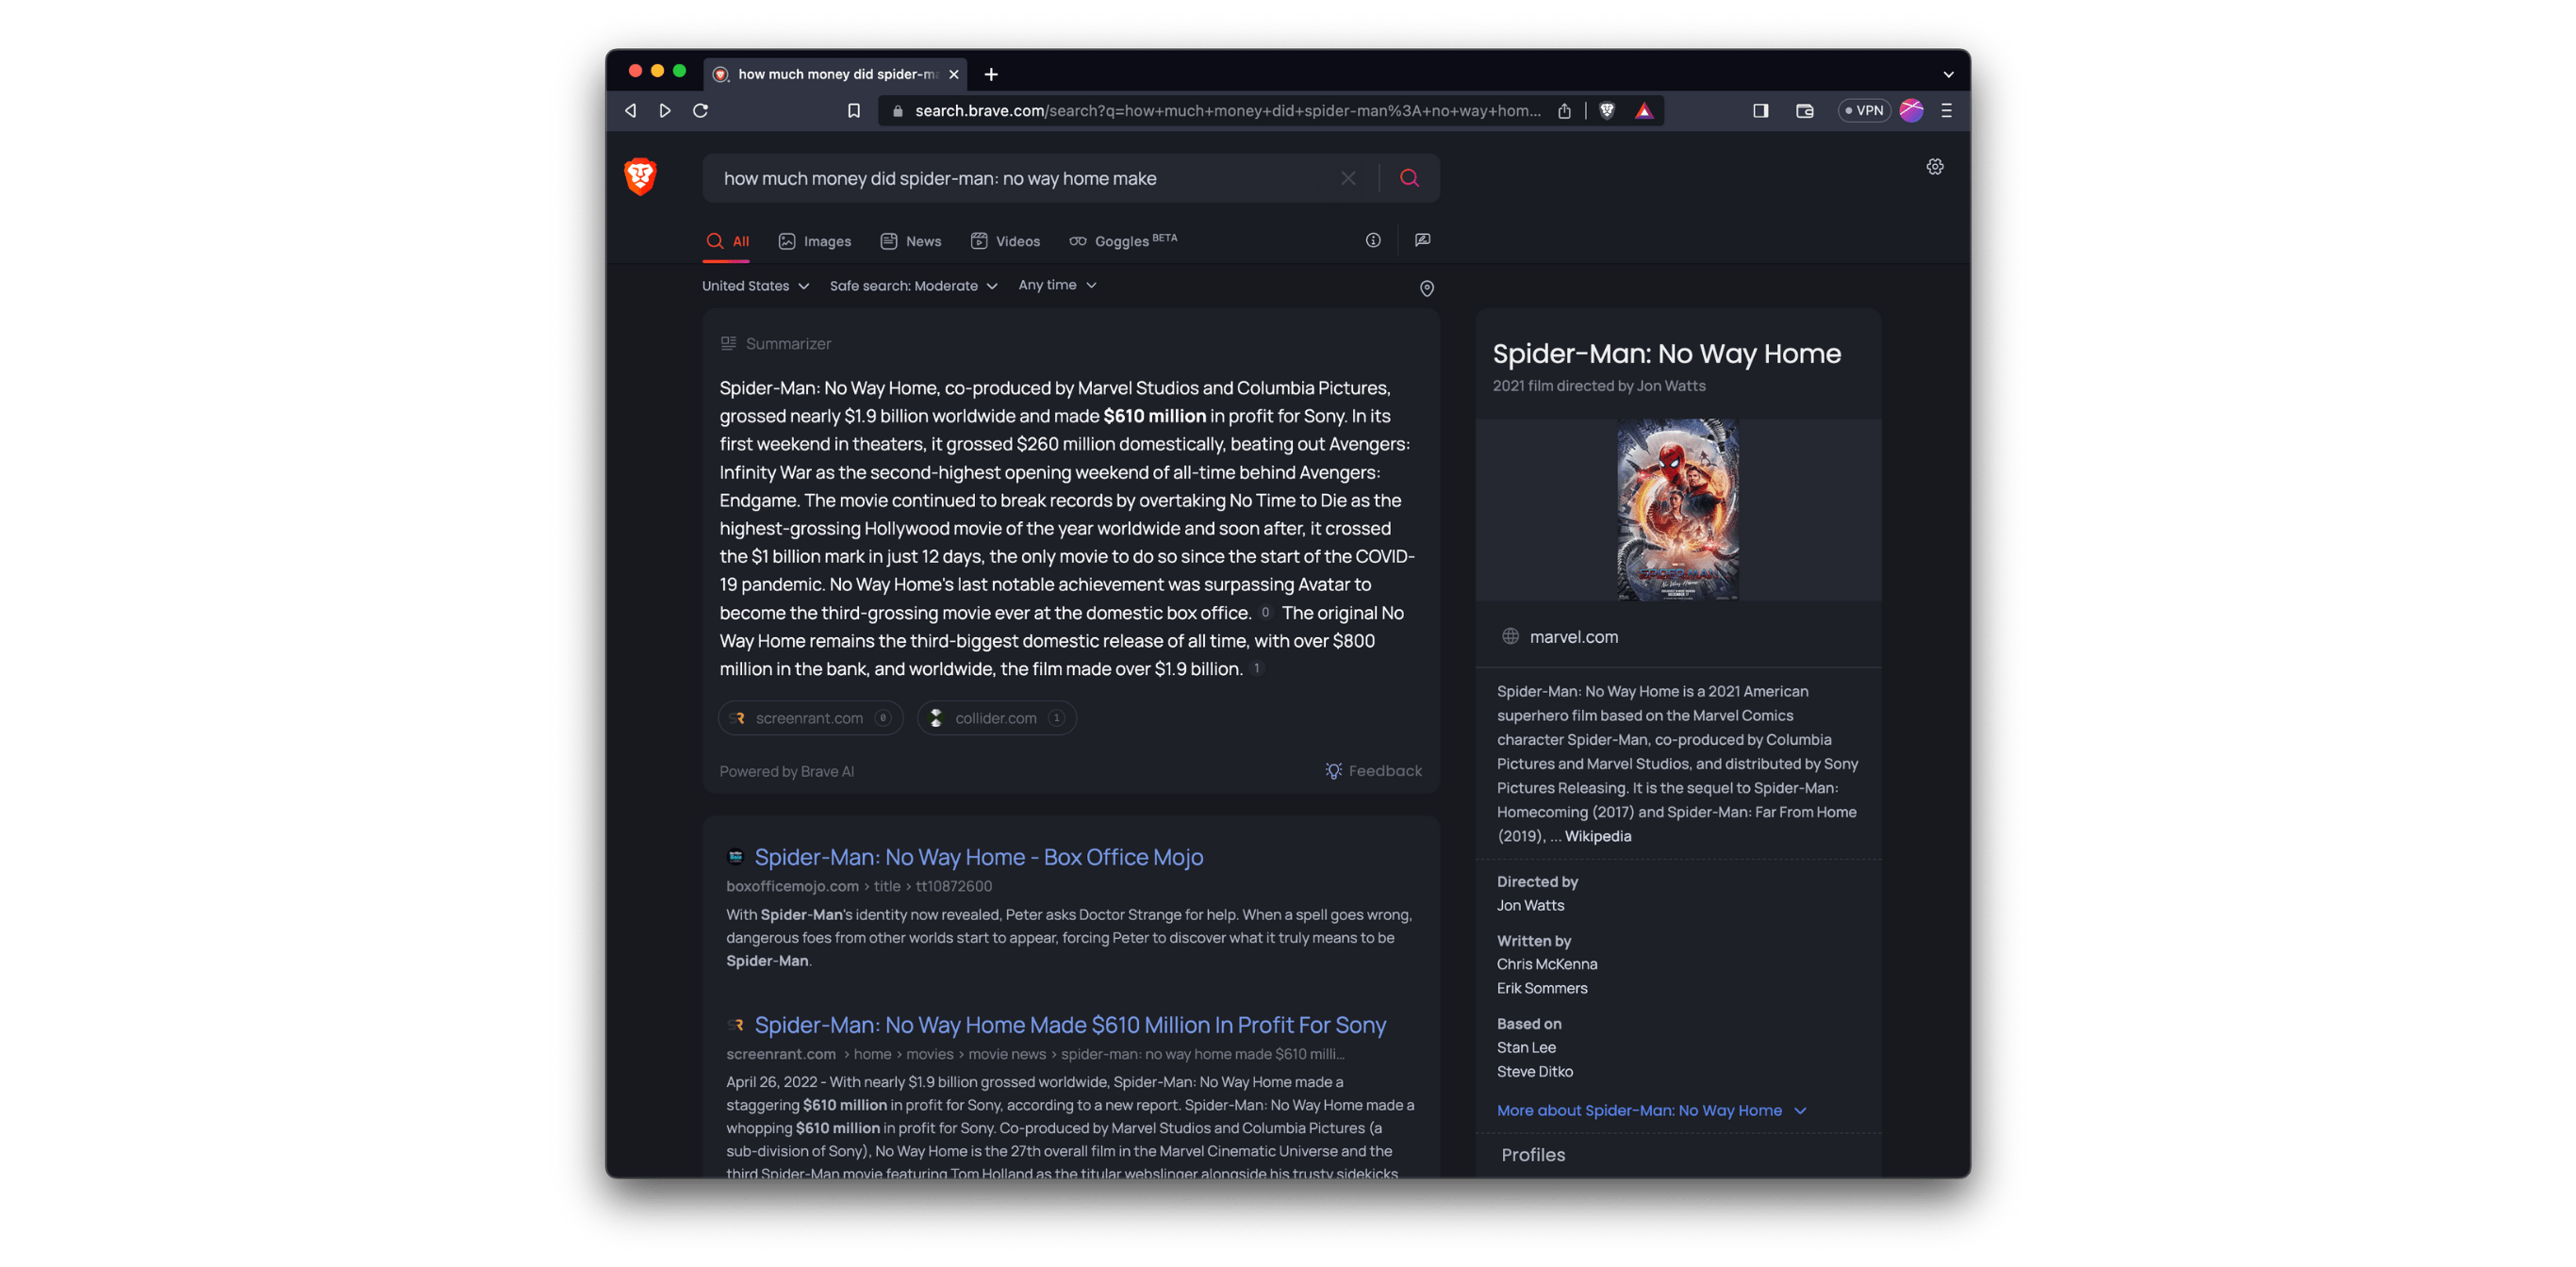 how much money did spider-ma
search.brave.com/search?q=how+much+money+did+spider-man%3A+no+way+hom...
VPN
how much money did spider-man: no way home make
All
Images
News
Videos
Goggles BETA
United States
Safe search: Moderate
Any time
Summarizer
Spider-Man: No Way Home, co-produced by Marvel Studios and Columbia Pictures,
grossed nearly $1.9 billion worldwide and made $610 million in profit for Sony. In its
first weekend in theaters, it grossed $260 million domestically, beating out Avengers:
Infinity War as the second-highest opening weekend of all-time behind Avengers:
Endgame. The movie continued to break records by overtaking No Time to Die as the
highest-grossing Hollywood movie of the year worldwide and soon after, it crossed
the $1 billion mark in just 12 days, the only movie to do so since the start of the COVID-
19 pandemic. No Way Home's last notable achievement was surpassing Avatar to
become the third-grossing movie ever at the domestic box office. 0 The original No
Way Home remains the third-biggest domestic release of all time, with over $800
million in the bank, and worldwide, the film made over $1.9 billion. 1
SR screenrant.com 0
collider.com 1
Powered by Brave AI
Feedback
Spider-Man: No Way Home - Box Office Mojo
boxofficemojo.com › title › tt10872600
With Spider-Man's identity now revealed, Peter asks Doctor Strange for help. When a spell goes wrong,
dangerous foes from other worlds start to appear, forcing Peter to discover what it truly means to be
Spider-Man.
SR Spider-Man: No Way Home Made $610 Million In Profit For Sony
screenrant.com › home › movies › movie news › spider-man: no way home made $610 milli...
April 26, 2022 - With nearly $1.9 billion grossed worldwide, Spider-Man: No Way Home made a
staggering $610 million in profit for Sony, according to a new report. Spider-Man: No Way Home made a
whopping $610 million in profit for Sony. Co-produced by Marvel Studios and Columbia Pictures (a
sub-division of Sony), No Way Home is the 27th overall film in the Marvel Cinematic Universe and the
third Spider-Man movie featuring Tom Holland as the titular webslinger alongside his trusty sidekicks
Spider-Man: No Way Home
2021 film directed by Jon Watts
SPIDER-MAN
No Way Home
marvel.com
Spider-Man: No Way Home is a 2021 American
superhero film based on the Marvel Comics
character Spider-Man, co-produced by Columbia
Pictures and Marvel Studios, and distributed by Sony
Pictures Releasing. It is the sequel to Spider-Man:
Homecoming (2017) and Spider-Man: Far From Home
(2019), ... Wikipedia
Directed by
Jon Watts
Written by
Chris McKenna
Erik Sommers
Based on
Stan Lee
Steve Ditko
More about Spider-Man: No Way Home
Profiles